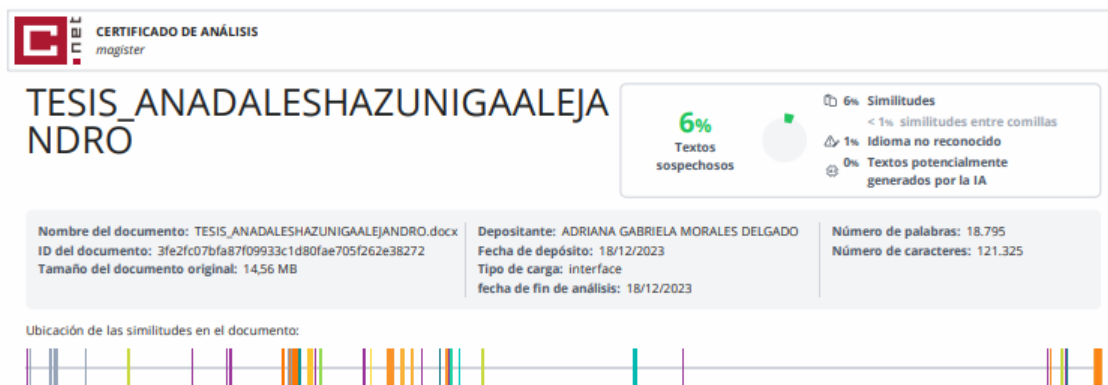 net
CERTIFICADO DE ANÁLISIS
magister
TESIS_ANADALESHAZUNIGAALEJA
NDRO
6%
Textos
sospechosos
6% Similitudes
< 1% similitudes entre comillas
1% Idioma no reconocido
0% Textos potencialmente
generados por la IA
Nombre del documento: TESIS_ANADALESHAZUNIGAALEJANDRO.docx
ID del documento: 3fe2fc07bfa87f09933c1d80fae705f262e38272
Tamaño del documento original: 14,56 MB
Depositante: ADRIANA GABRIELA MORALES DELGADO
Fecha de depósito: 18/12/2023
Tipo de carga: interface
fecha de fin de análisis: 18/12/2023
Número de palabras: 18.795
Número de caracteres: 121.325
Ubicación de las similitudes en el documento: